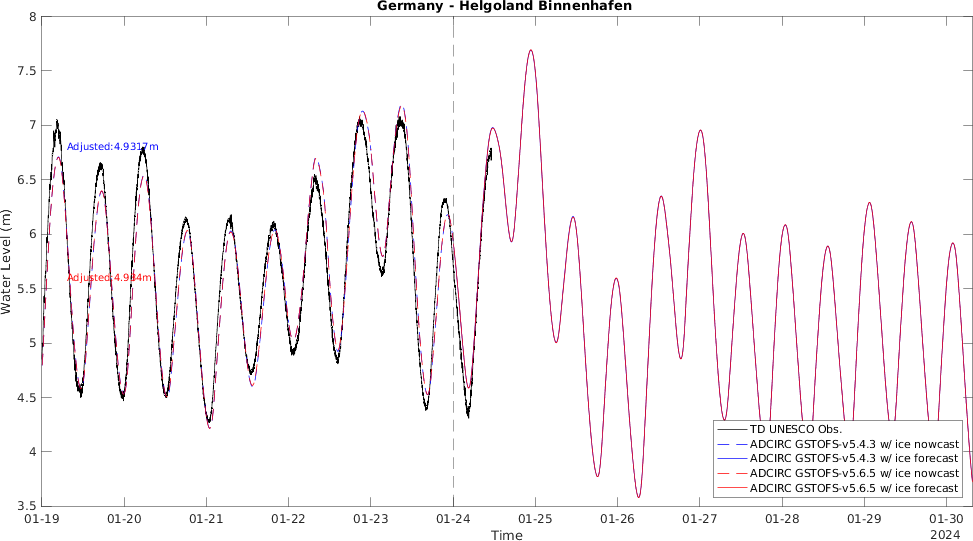 Germany - Helgoland Binnenhafen
8
7.5
7
6.5
6
5.5
5
4.5
4
3.5
Water Level (m)
Adjusted:4.9317m
Adjusted:4.984m
TD UNESCO Obs.
ADCIRC GSTOFS-v5.4.3 w/ ice nowcast
ADCIRC GSTOFS-v5.4.3 w/ ice forecast
ADCIRC GSTOFS-v5.6.5 w/ ice nowcast
ADCIRC GSTOFS-v5.6.5 w/ ice forecast
01-19 01-20 01-21 01-22 01-23 01-24 01-25 01-26 01-27 01-28 01-29 01-30
2024
Time